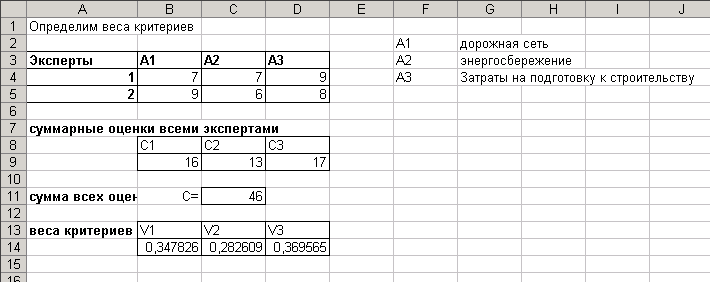 A B C D E F G H I J
1 Определим веса критериев
2 A1 дорожная сеть
3 Эксперты A1 A2 A3 A2 энергосбережение
4 1 7 7 9 A3 Затраты на подготовку к строительству
5 2 9 6 8
6
7 суммарные оценки всеми экспертами
8 C1 C2 C3
9 16 13 17
10
11 сумма всех оцен C= 46
12
13 веса критериев V1 V2 V3
14 0,347826 0,282609 0,369565
15
16